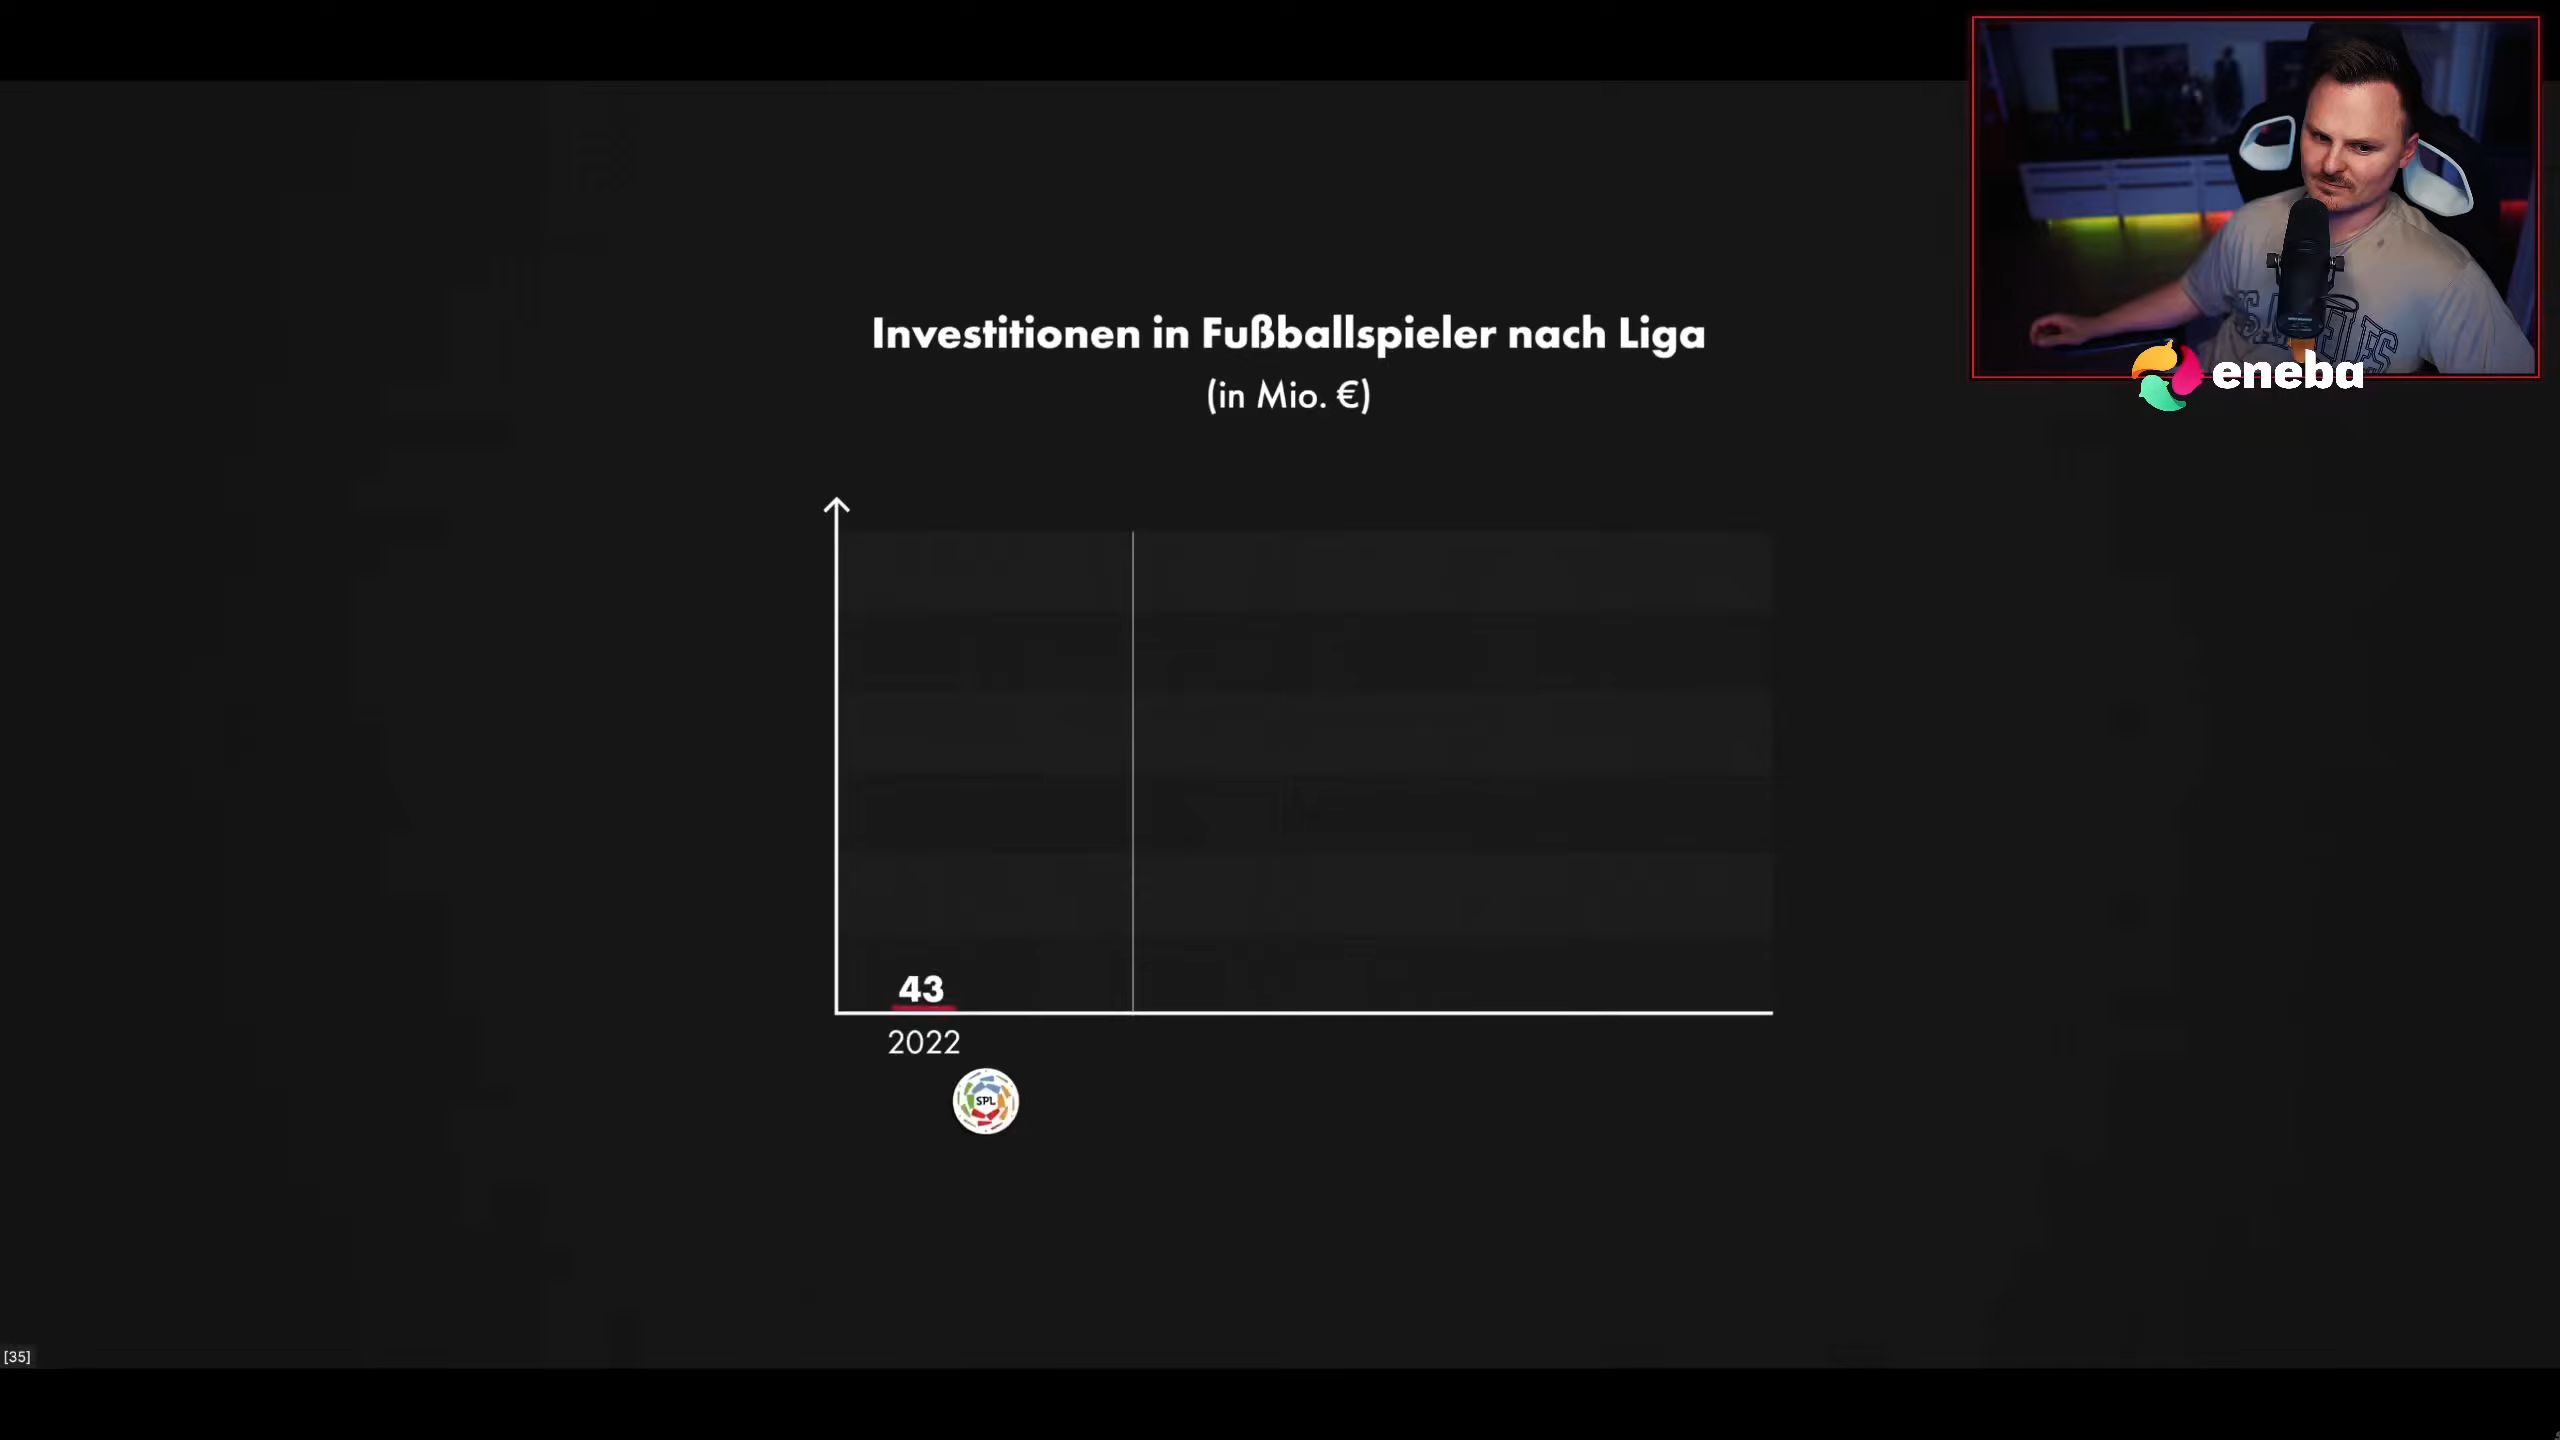 Investitionen in Fußballspieler nach Liga
(in Mio. €)
eneba
43
2022
SPL
[35]